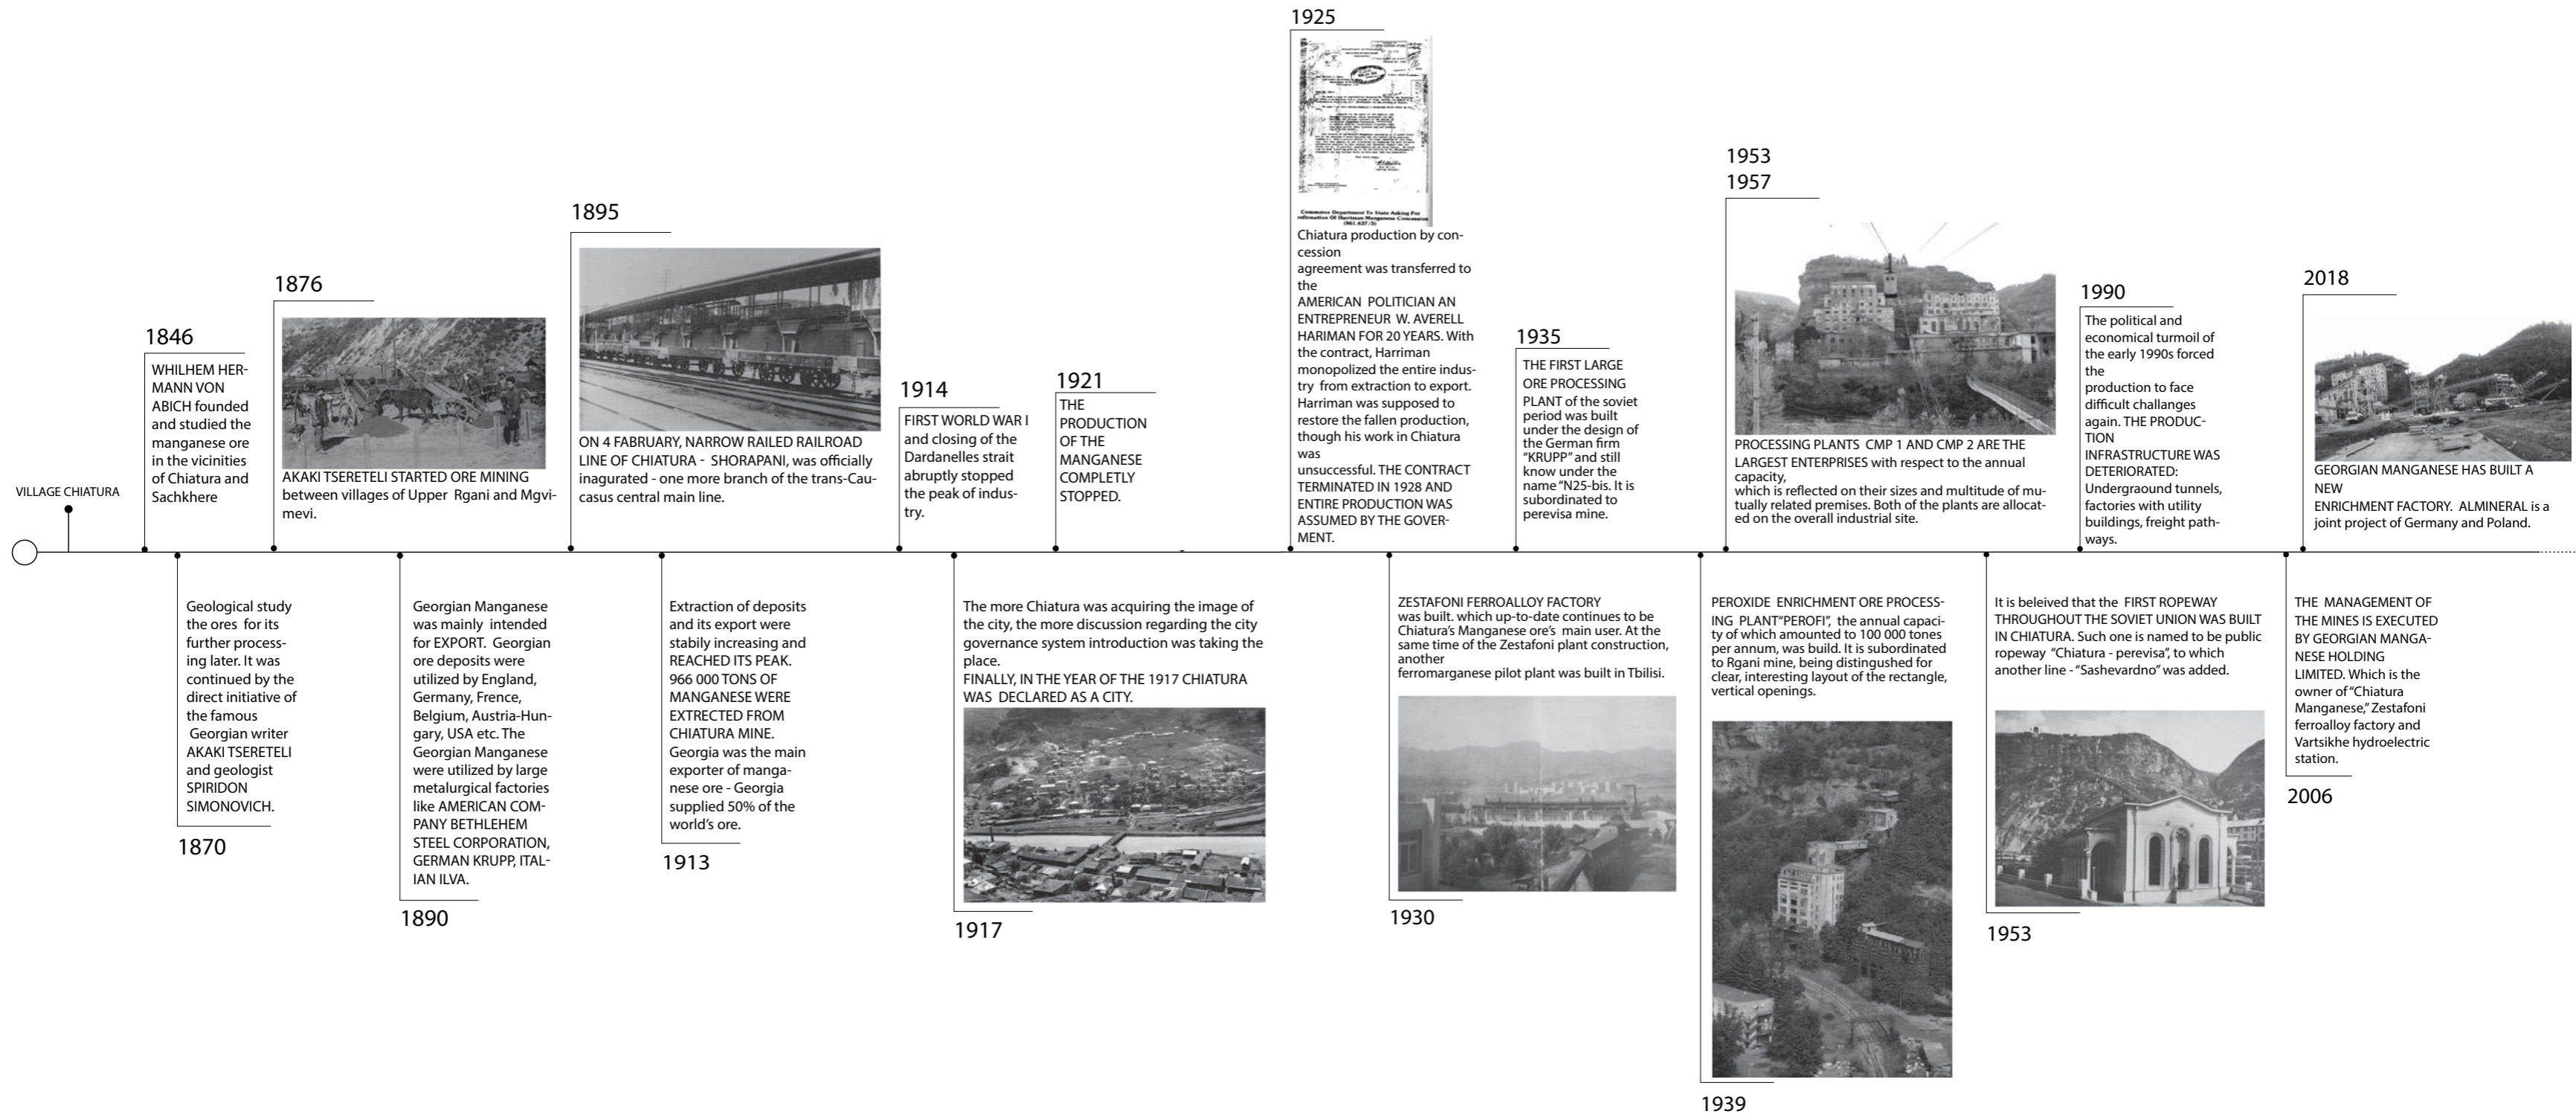 VILLAGE CHIATURA
1846
WHILHEM HER-
MANN VON
ABICH founded
and studied the
manganese ore
in the vicinities
of Chiatura and
Sachkhere
Geological study
the ores for its
further process-
ing later. It was
continued by the
direct initiative of
the famous
Georgian writer
AKAKI TSERETELI
and geologist
SPIRIDON
SIMONOVICH.
1870
1876
AKAKI TSERETELI STARTED ORE MINING
between villages of Upper Rgani and Mgvi-
mevi.
Georgian Manganese
was mainly intended
for EXPORT. Georgian
ore deposits were
utilized by England,
Germany, Frence,
Belgium, Austria-Hun-
gary, USA etc. The
Georgian Manganese
were utilized by large
metalurgical factories
like AMERICAN COM-
PANY BETHLEHEM
STEEL CORPORATION,
GERMAN KRUPP, ITAL-
IAN ILVA.
1890
1895
ON 4 FABRUARY, NARROW RAILED RAILROAD
LINE OF CHIATURA - SHORAPANI, was officially
inagurated - one more branch of the trans-Cau-
casus central main line.
Extraction of deposits
and its export were
stabily increasing and
REACHED ITS PEAK.
966 000 TONS OF
MANGANESE WERE
EXTRECTED FROM
CHIATURA MINE.
Georgia was the main
exporter of manga-
nese ore - Georgia
supplied 50% of the
world's ore.
1913
1914
FIRST WORLD WAR I
and closing of the
Dardanelles strait
abruptly stopped
the peak of indus-
try.
The more Chiatura was acquiring the image of
the city, the more discussion regarding the city
governance system introduction was taking the
place.
FINALLY, IN THE YEAR OF THE 1917 CHIATURA
WAS DECLARED AS A CITY.
1917
1921
THE
PRODUCTION
OF THE
MANGANESE
COMPLETLY
STOPPED.
1925
Commerce Department To State Asking For
Harriman Manganese Concession
Chiatura production by con-
cession
agreement was transferred to
the
AMERICAN POLITICIAN AN
ENTREPRENEUR W. AVERELL
HARIMAN FOR 20 YEARS. With
the contract, Harriman
monopolized the entire indus-
try from extraction to export.
Harriman was supposed to
restore the fallen production,
though his work in Chiatura
was
unsuccessful. THE CONTRACT
TERMINATED IN 1928 AND
ENTIRE PRODUCTION WAS
ASSUMED BY THE GOVER-
MENT.
ZESTAFONI FERROALLOY FACTORY
was built. which up-to-date continues to be
Chiatura's Manganese ore's main user. At the
same time of the Zestafoni plant construction,
another
ferromarganese pilot plant was built in Tbilisi.
1930
1935
THE FIRST LARGE
ORE PROCESSING
PLANT of the soviet
period was built
under the design of
the German firm
"KRUPP" and still
know under the
name "N25-bis. It is
subordinated to
perevisa mine.
PEROXIDE ENRICHMENT ORE PROCESS-
ING PLANT"PEROFI", the annual capaci-
ty of which amounted to 100 000 tones
per annum, was build. It is subordinated
to Rgani mine, being distingushed for
clear, interesting layout of the rectangle,
vertical openings.
1939
1953
1957
PROCESSING PLANTS CMP 1 AND CMP 2 ARE THE
LARGEST ENTERPRISES with respect to the annual
capacity,
which is reflected on their sizes and multitude of mu-
tually related premises. Both of the plants are allocat-
ed on the overall industrial site.
It is beleived that the FIRST ROPEWAY
THROUGHOUT THE SOVIET UNION WAS BUILT
IN CHIATURA. Such one is named to be public
ropeway "Chiatura - perevisa", to which
another line - "Sashevardno" was added.
1953
1990
The political and
economical turmoil of
the early 1990s forced
the
production to face
difficult challanges
again. THE PRODUC-
TION
INFRASTRUCTURE WAS
DETERIORATED:
Undergraound tunnels,
factories with utility
buildings, freight path-
ways.
THE MANAGEMENT OF
THE MINES IS EXECUTED
BY GEORGIAN MANGA-
NESE HOLDING
LIMITED. Which is the
owner of "Chiatura
Manganese," Zestafoni
ferroalloy factory and
Vartsikhe hydroelectric
station.
2006
2018
GEORGIAN MANGANESE HAS BUILT A
NEW
ENRICHMENT FACTORY. ALMINERAL is a
joint project of Germany and Poland.